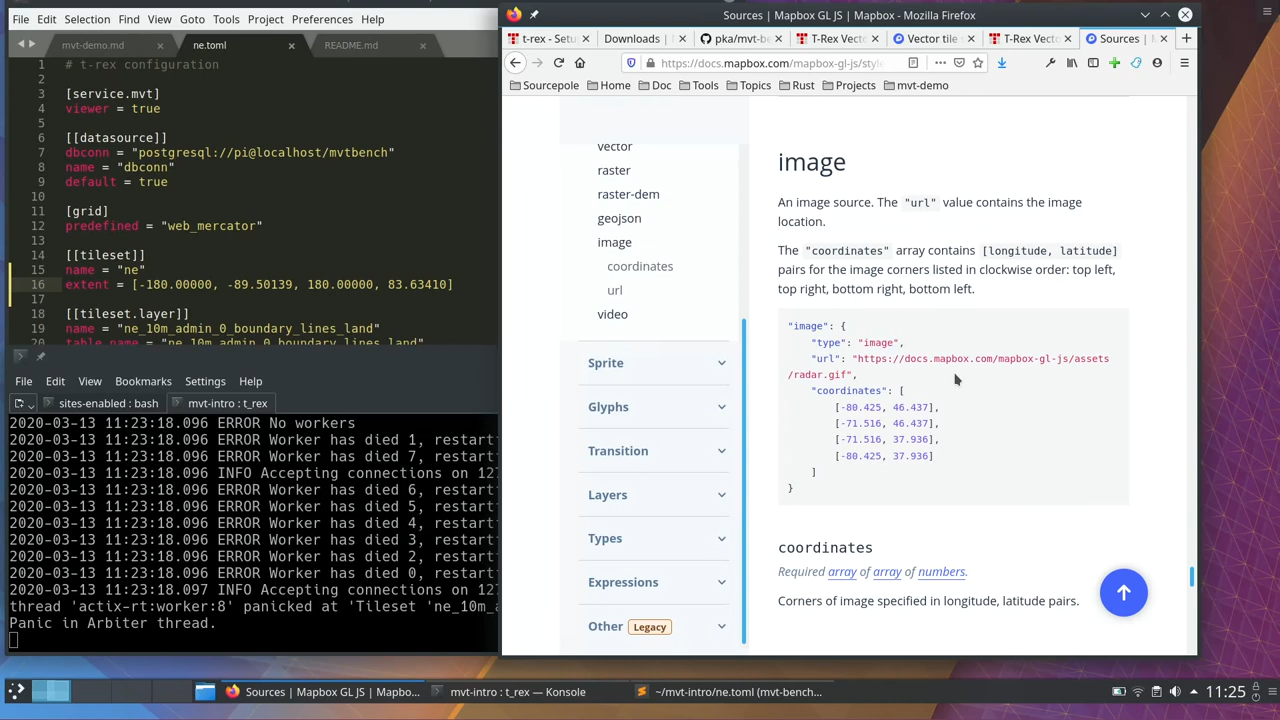 File Edit Selection Find View Goto Tools Project Preferences Help
mvt-demo.md ne.toml README.md
1 # t-rex configuration
2
3 [service.mvt]
4 viewer = true
5
6 [[datasource]]
7 dbconn = "postgresql://pi@localhost/mvtbench"
8 name = "dbconn"
9 default = true
10
11 [grid]
12 predefined = "web_mercator"
13
14 [[tileset]]
15 name = "ne"
16 extent = [-180.00000, -89.50139, 180.00000, 83.63410]
17
18 [[tileset.layer]]
19 name = "ne_10m_admin_0_boundary_lines_land"
20 table_name = "ne_10m_admin_0_boundary_lines_land"
File Edit View Bookmarks Settings Help
sites-enabled : bash mvt-intro : t_rex
2020-03-13 11:23:18.096 ERROR No workers
2020-03-13 11:23:18.096 ERROR Worker has died 1, restart
2020-03-13 11:23:18.096 ERROR Worker has died 7, restart
2020-03-13 11:23:18.096 INFO Accepting connections on 127
2020-03-13 11:23:18.096 ERROR Worker has died 6, restart
2020-03-13 11:23:18.096 ERROR Worker has died 5, restart
2020-03-13 11:23:18.096 ERROR Worker has died 4, restart
2020-03-13 11:23:18.096 ERROR Worker has died 3, restart
2020-03-13 11:23:18.096 ERROR Worker has died 2, restart
2020-03-13 11:23:18.096 ERROR Worker has died 0, restart
2020-03-13 11:23:18.097 INFO Accepting connections on 127
thread 'actix-rt:worker:8' panicked at 'Tileset 'ne_10m_a
Panic in Arbiter thread.
Sources | Mapbox GL JS | Mapbox - Mozilla Firefox
t-rex - Setu Downloads | pka/mvt-be T-Rex Vect Vector tile s T-Rex Vect Sources |
https://docs.mapbox.com/mapbox-gl-js/style
Sourcepole Home Doc Tools Topics Rust Projects mvt-demo
vector
raster
raster-dem
geojson
image
coordinates
url
video
Sprite
Glyphs
Transition
Layers
Types
Expressions
Other Legacy
image
An image source. The "url" value contains the image
location.
The "coordinates" array contains [longitude, latitude]
pairs for the image corners listed in clockwise order: top left,
top right, bottom right, bottom left.
"image": {
"type": "image",
"url": "https://docs.mapbox.com/mapbox-gl-js/assets
/radar.gif",
"coordinates": [
[-80.425, 46.437],
[-71.516, 46.437],
[-71.516, 37.936],
[-80.425, 37.936]
]
}
coordinates
Required array of array of numbers.
Corners of image specified in longitude, latitude pairs.
Sources | Mapbox GL JS | Mapbo... mvt-intro : t_rex — Konsole ~/mvt-intro/ne.toml (mvt-bench... 11:25